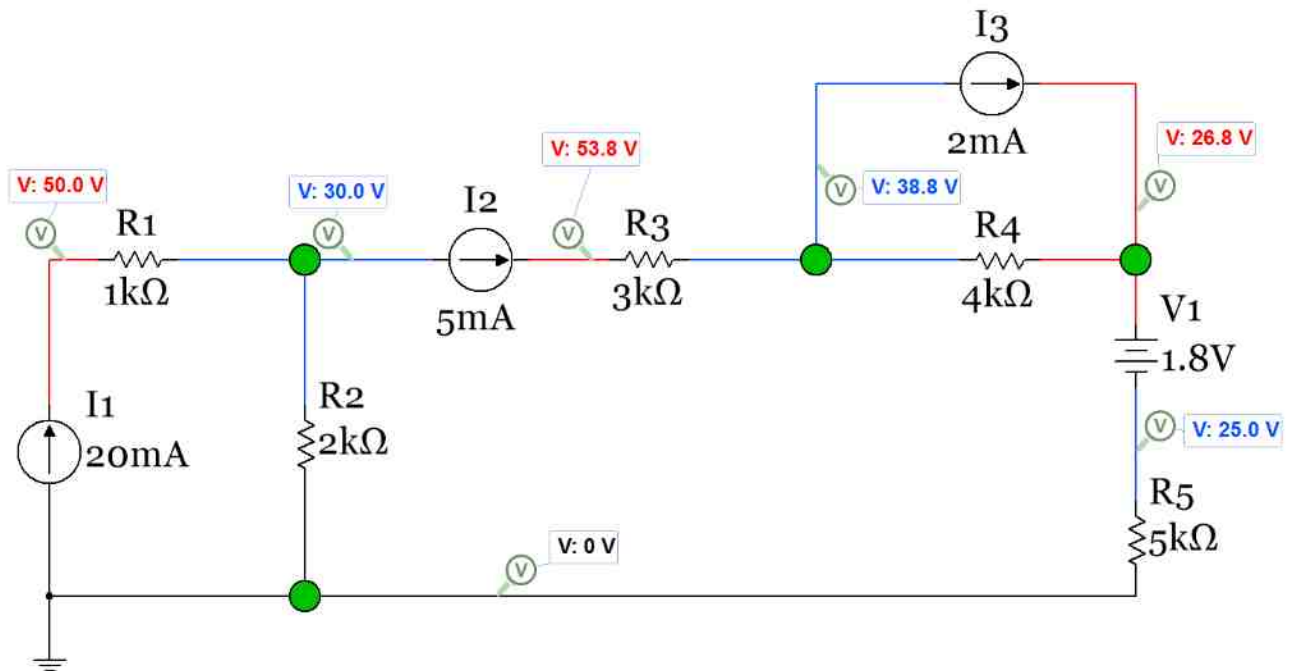 I3
2mA
V: 26.8 V
V: 53.8 V
V: 38.8 V
V: 50.0 V
V: 30.0 V
V
V
V
V
V
R1
1kΩ
I2
5mA
R3
3kΩ
R4
4kΩ
V1
1.8V
I1
20mA
R2
2kΩ
V
V: 25.0 V
R5
5kΩ
V: 0 V
V